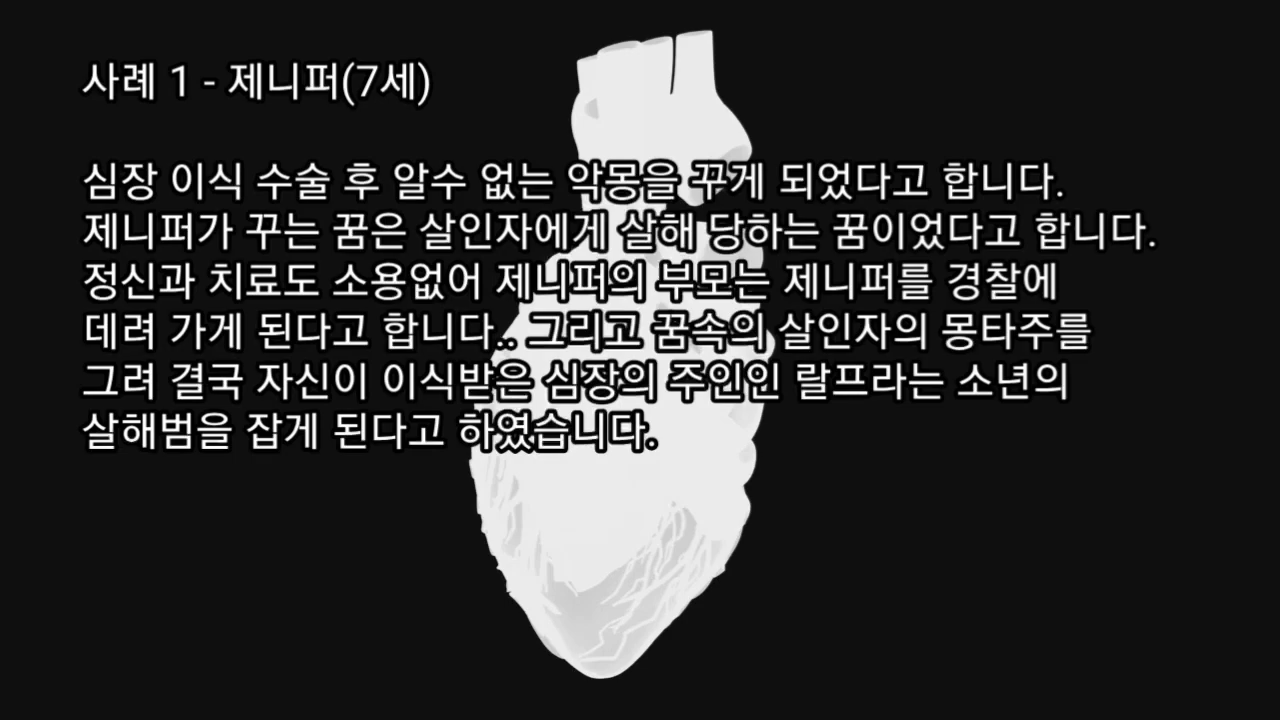 사례 1 - 제니퍼(7세)
심장 이식 수술 후 알수 없는 악몽을 꾸게 되었다고 합니다.
제니퍼가 꾸는 꿈은 살인자에게 살해 당하는 꿈이었다고 합니다.
정신과 치료도 소용없어 제니퍼의 부모는 제니퍼를 경찰에
데려 가게 된다고 합니다.. 그리고 꿈속의 살인자의 몽타주를
그려 결국 자신이 이식받은 심장의 주인인 랄프라는 소년의
살해범을 잡게 된다고 하였습니다.